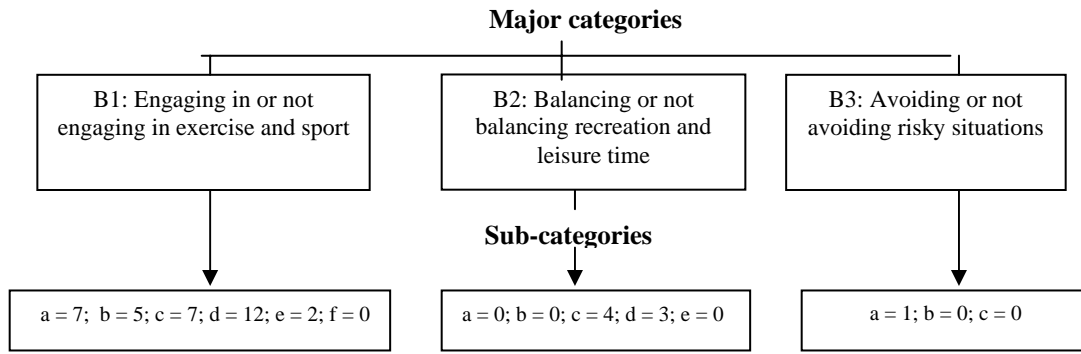 Major categories
B1: Engaging in or not
engaging in exercise and sport
B2: Balancing or not
balancing recreation and
leisure time
B3: Avoiding or not
avoiding risky situations
Sub-categories
a = 7; b = 5; c = 7; d = 12; e = 2; f = 0
a = 0; b = 0; c = 4; d = 3; e = 0
a = 1; b = 0; c = 0